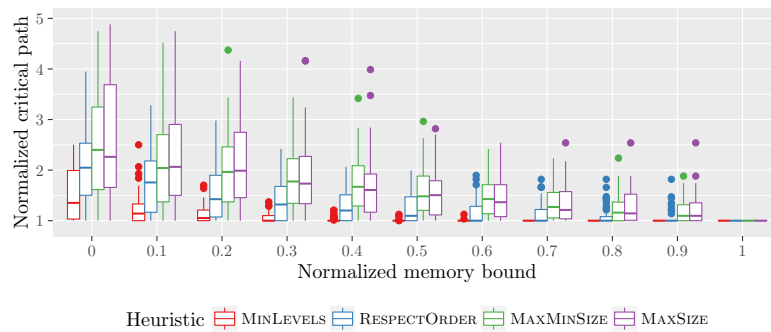 Normalized critical path
5
4
3
2
1
0 0.1 0.2 0.3 0.4 0.5 0.6 0.7 0.8 0.9 1
Normalized memory bound
Heuristic MINLEVELS RESPECTORDER MAXMINSIZE MAXSIZE